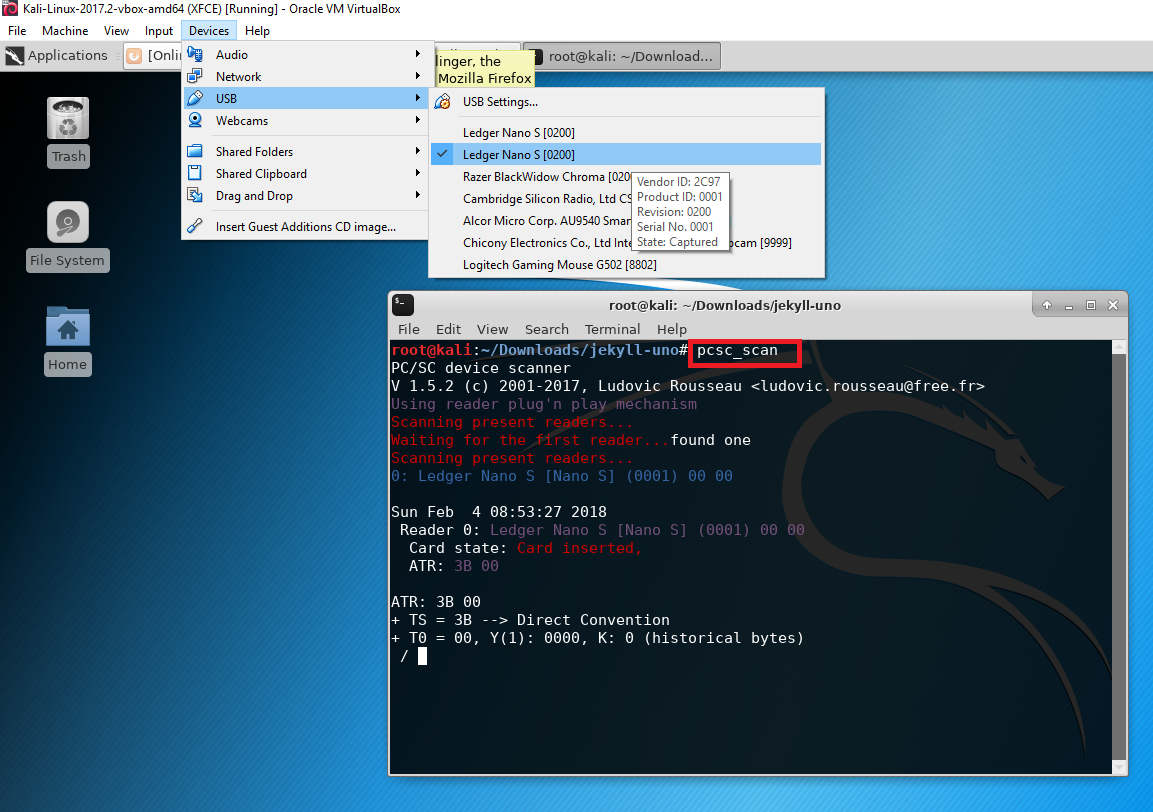 Kali-Linux-2017.2-vbox-amd64 (XFCE) [Running] - Oracle VM VirtualBox
File Machine View Input Devices Help
Applications [Onli root@kali: ~/Download...
linger, the
Mozilla Firefox
Audio
Network
USB
Webcams
Shared Folders
Shared Clipboard
Drag and Drop
Insert Guest Additions CD image...
USB Settings...
Ledger Nano S [0200]
Ledger Nano S [0200]
Razer BlackWidow Chroma [020
Cambridge Silicon Radio, Ltd CS
Alcor Micro Corp. AU9540 Smar
Chicony Electronics Co., Ltd Inte cam [9999]
Logitech Gaming Mouse G502 [8802]
Vendor ID: 2C97
Product ID: 0001
Revision: 0200
Serial No. 0001
State: Captured
Trash
File System
Home
root@kali: ~/Downloads/jekyll-uno
File Edit View Search Terminal Help
root@kali:~/Downloads/jekyll-uno# pcsc_scan
PC/SC device scanner
V 1.5.2 (c) 2001-2017, Ludovic Rousseau <ludovic.rousseau@free.fr>
Using reader plug'n play mechanism
Scanning present readers...
Waiting for the first reader...found one
Scanning present readers...
0: Ledger Nano S [Nano S] (0001) 00 00
Sun Feb  4 08:53:27 2018
Reader 0: Ledger Nano S [Nano S] (0001) 00 00
Card state: Card inserted,
ATR: 3B 00
ATR: 3B 00
+ TS = 3B --> Direct Convention
+ T0 = 00, Y(1): 0000, K: 0 (historical bytes)
/